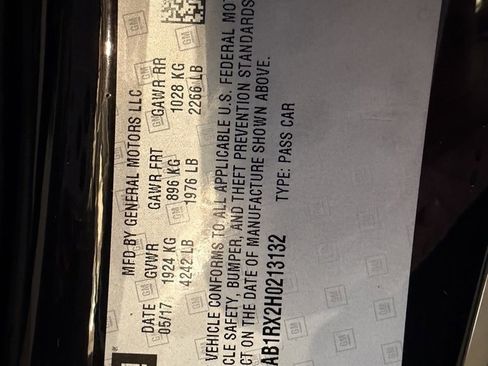 MFD BY GENERAL MOTORS LLC
DATE GVWR GAWR FRT GAWR RR
05/17 1924 KG 896 KG 1028 KG
4242 LB 1976 LB 2266 LB
VEHICLE CONFORMS TO ALL APPLICABLE U.S. FEDERAL MOT
CLE SAFETY, BUMPER, AND THEFT PREVENTION STANDARDS
CT ON THE DATE OF MANUFACTURE SHOWN ABOVE.
AB1RX2H0213132 TYPE: PASS CAR